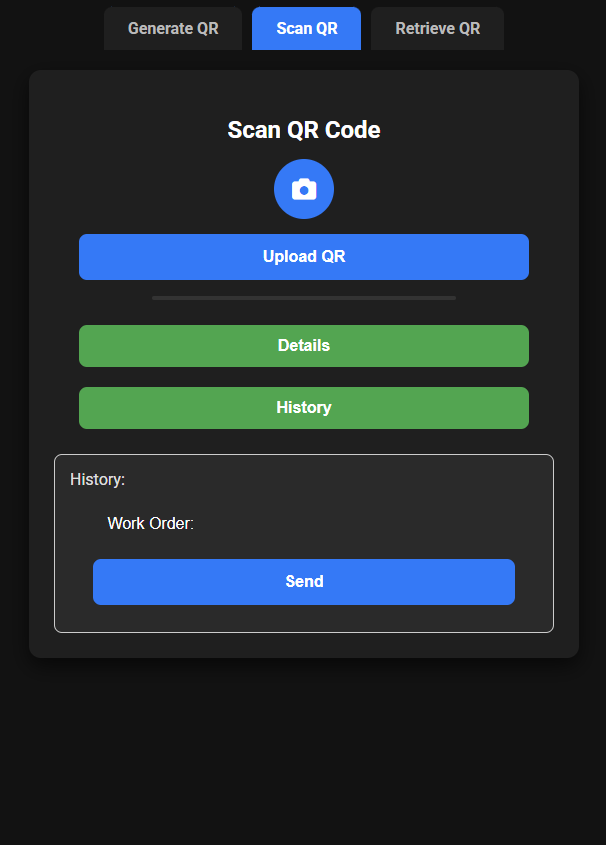 Generate QR
Scan QR
Retrieve QR
Scan QR Code
Upload QR
Details
History
History:
Work Order:
Send